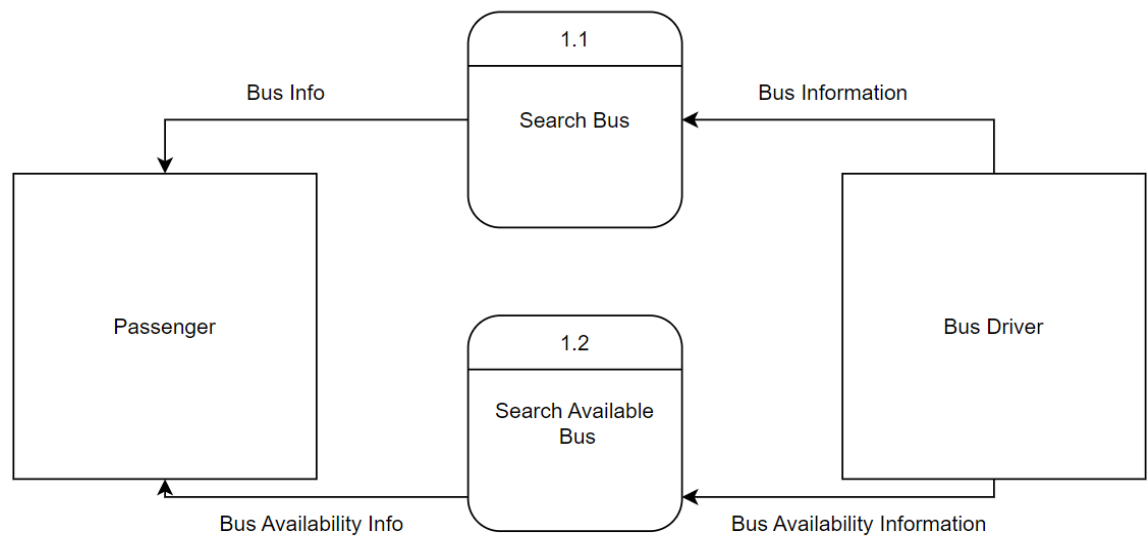 1.1
Bus Info
Bus Information
Search Bus
Passenger
Bus Driver
1.2
Search Available
Bus
Bus Availability Info
Bus Availability Information